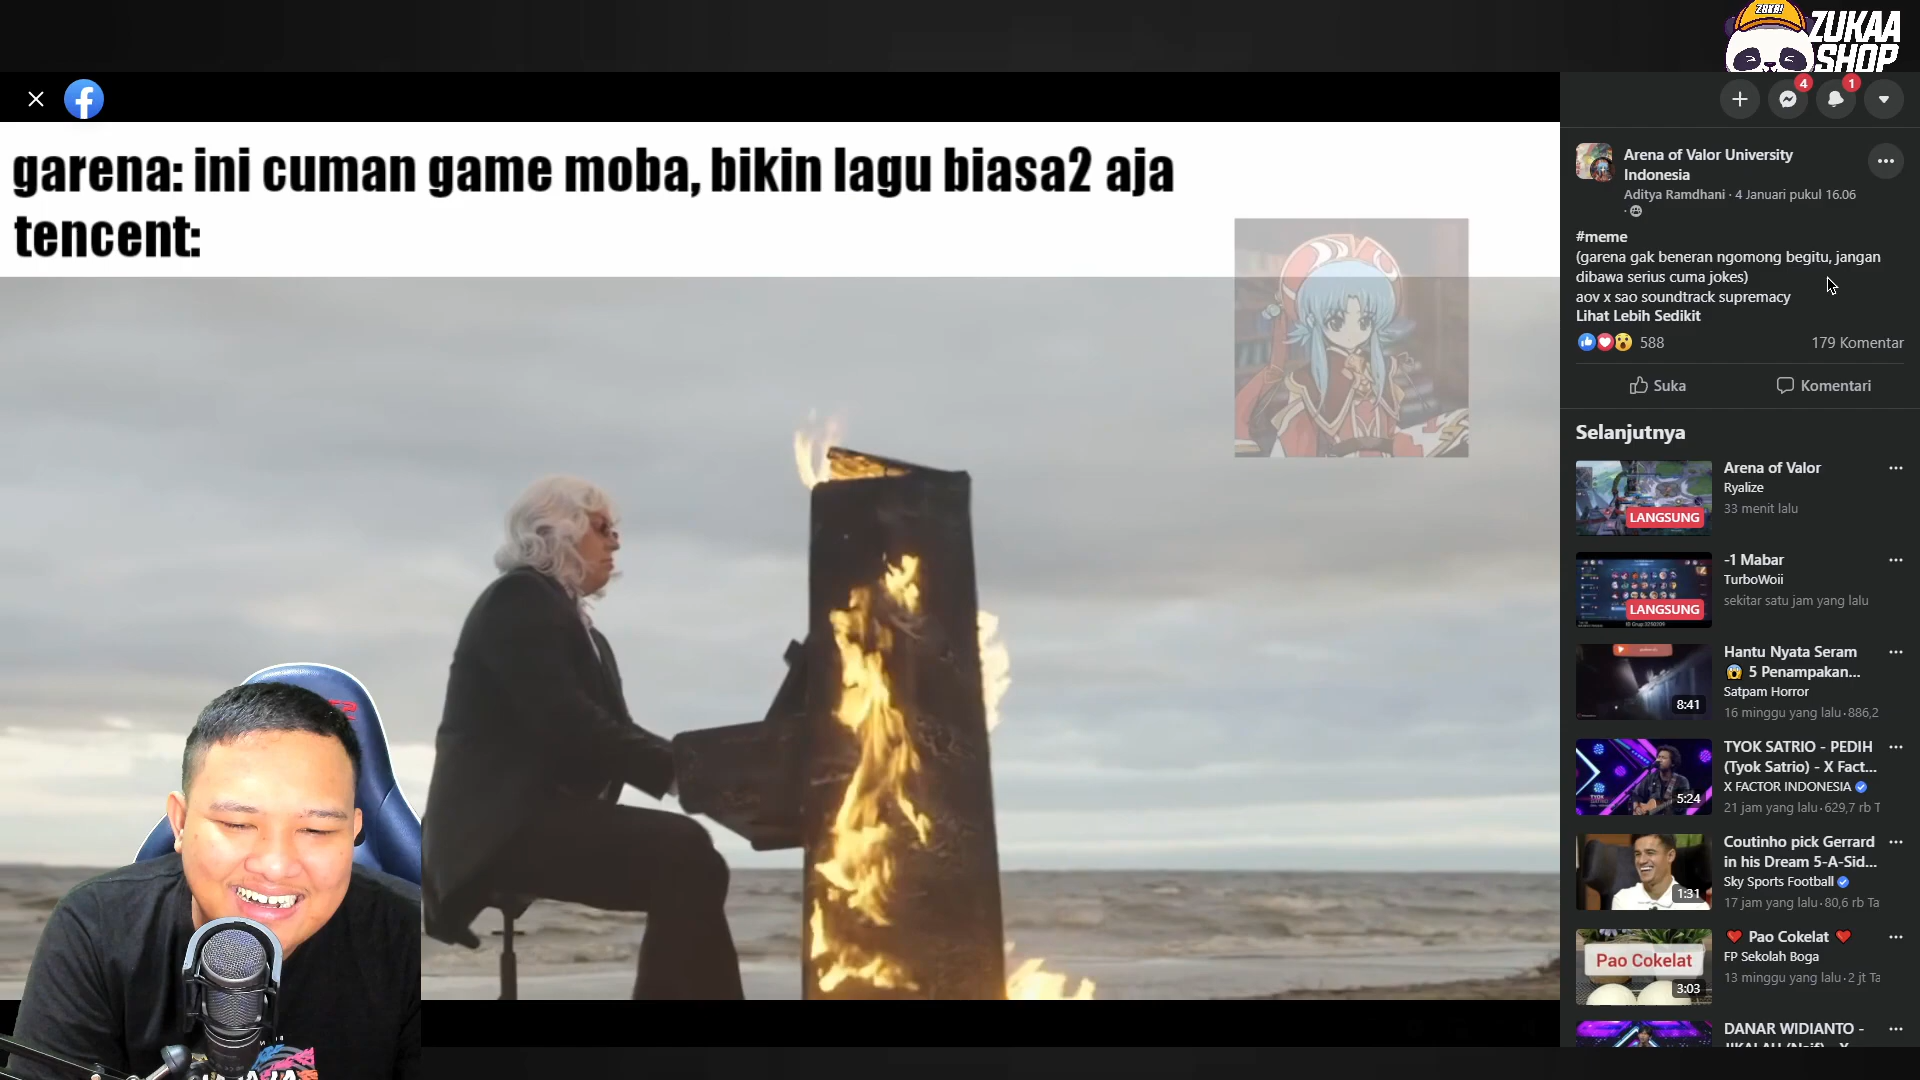 ZBKB!
ZUKAA
SHOP
4
1
garena: ini cuman game moba, bikin lagu biasa2 aja
tencent:
Arena of Valor University
Indonesia
Aditya Ramdhani · 4 Januari pukul 16.06
#meme
(garena gak beneran ngomong begitu, jangan
dibawa serius cuma jokes)
aov x sao soundtrack supremacy
Lihat Lebih Sedikit
588
179 Komentar
Suka
Komentari
Selanjutnya
Arena of Valor
Ryalize
33 menit lalu
LANGSUNG
-1 Mabar
TurboWoii
sekitar satu jam yang lalu
LANGSUNG
Hantu Nyata Seram
😱 5 Penampakan...
Satpam Horror
16 minggu yang lalu · 886,2
8:41
TYOK SATRIO - PEDIH
(Tyok Satrio) - X Fact...
X FACTOR INDONESIA
21 jam yang lalu · 629,7 rb T
5:24
Coutinho pick Gerrard
in his Dream 5-A-Sid...
Sky Sports Football
17 jam yang lalu · 80,6 rb Ta
1:31
❤️ Pao Cokelat ❤️
FP Sekolah Boga
13 minggu yang lalu · 2 jt Ta
Pao Cokelat
3:03
DANAR WIDIANTO -